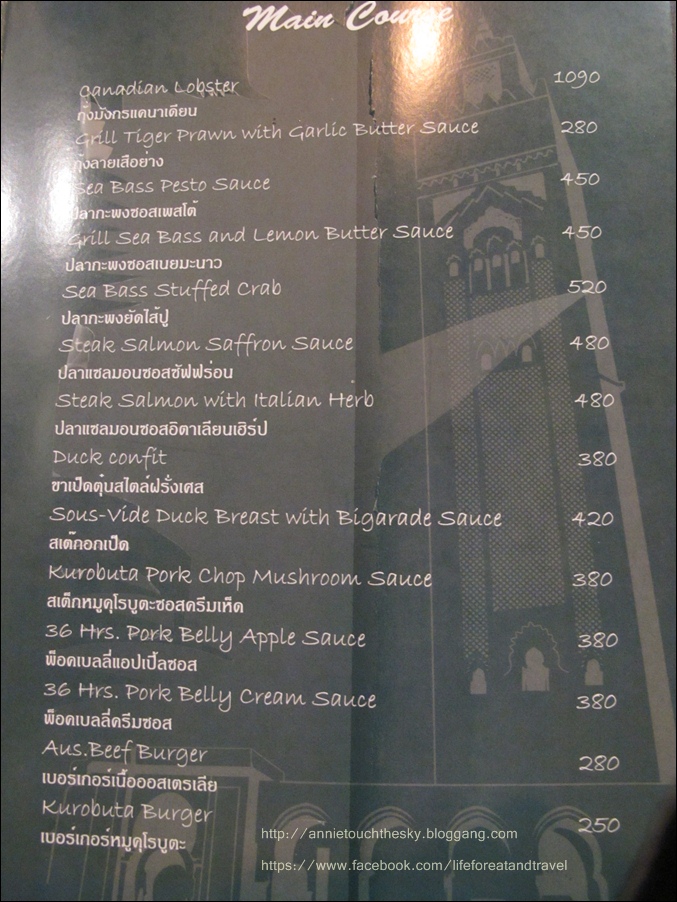 Main Course
Canadian Lobster 1090
กุ้งมังกรแคนาเดียน
Grill Tiger Prawn with Garlic Butter Sauce 280
กุ้งลายเสือย่าง
Sea Bass Pesto Sauce 450
ปลากะพงซอสเพสโต้
Grill Sea Bass and Lemon Butter Sauce 450
ปลากะพงซอสเนยมะนาว
Sea Bass Stuffed Crab 520
ปลากะพงยัดไส้ปู
Steak Salmon Saffron Sauce 480
ปลาแซลมอนซอสซัฟฟร่อน
Steak Salmon with Italian Herb 480
ปลาแซลมอนซอสอิตาเลียนเฮิร์ป
Duck confit 380
ขาเป็ดตุ๋นสไตล์ฝรั่งเศส
Sous-Vide Duck Breast with Bigarade Sauce 420
สเต๊กอกเป็ด
Kurobuta Pork Chop Mushroom Sauce 380
สเต็กหมูคุโรบูตะซอสครีมเห็ด
36 Hrs. Pork Belly Apple Sauce 380
พ็อคเบลลี่แอปเปิ้ลซอส
36 Hrs. Pork Belly Cream Sauce 380
พ็อคเบลลี่ครีมซอส
Aus.Beef Burger 280
เบอร์เกอร์เนื้อออสเตรเลีย
Kurobuta Burger 250
เบอร์เกอร์หมูคุโรบูตะ
http://annietouchthesky.bloggang.com
https://www.facebook.com/lifeforeatandtravel